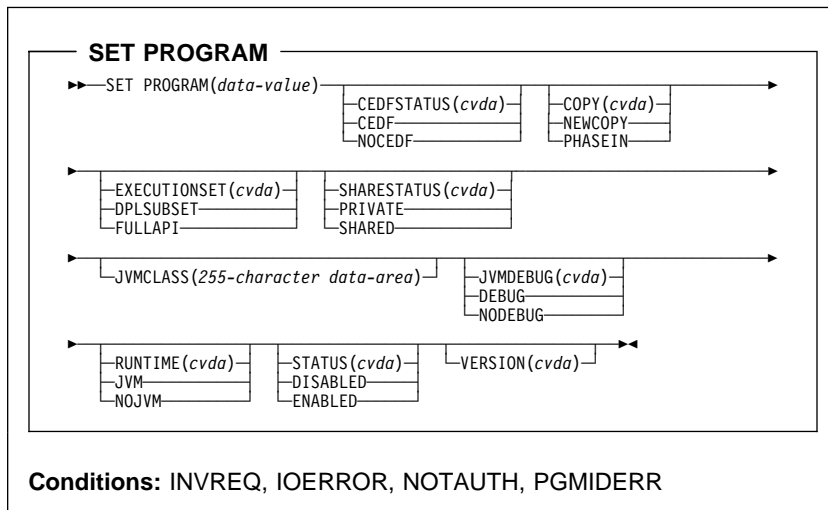 SET PROGRAM
SET PROGRAM(data-value)
CEDFSTATUS(cvda) COPY(cvda)
CEDF NEWCOPY
NOCEDF PHASEIN
EXECUTIONSET(cvda) SHARESTATUS(cvda)
DPLSUBSET PRIVATE
FULLAPI SHARED
JVMCLASS(255-character data-area) JVMDEBUG(cvda)
DEBUG
NODEBUG
RUNTIME(cvda) STATUS(cvda) VERSION(cvda)
JVM DISABLED
NOJVM ENABLED
Conditions: INVREQ, IOERROR, NOTAUTH, PGMIDERR